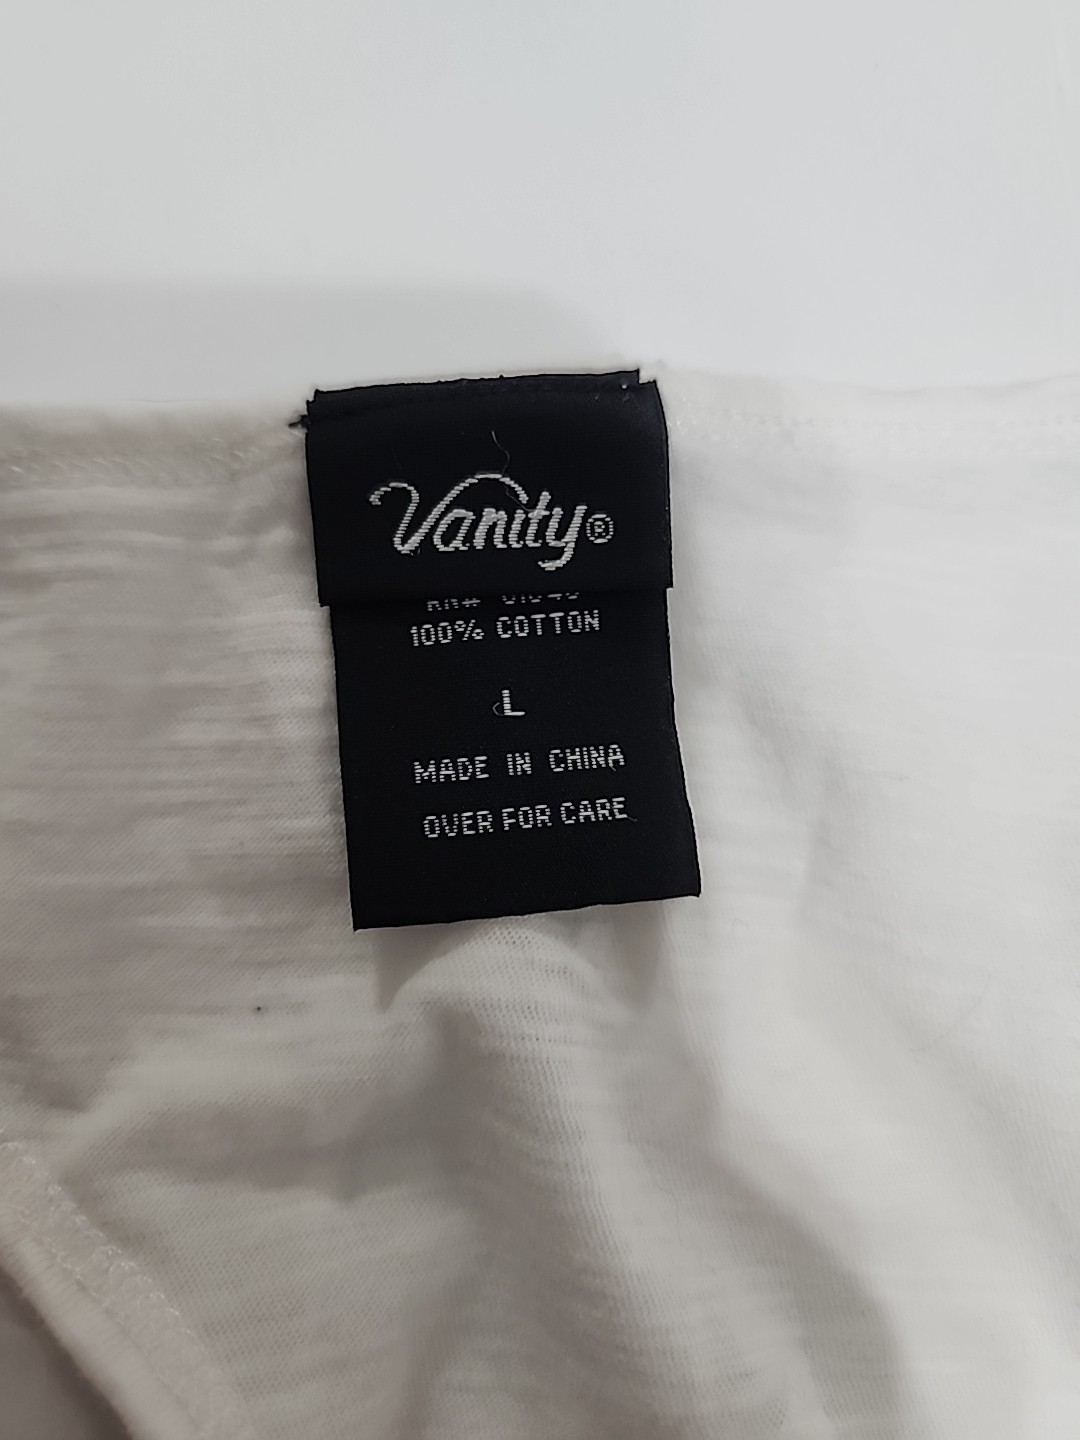 Vanity®
100% COTTON
L
MADE IN CHINA
OVER FOR CARE